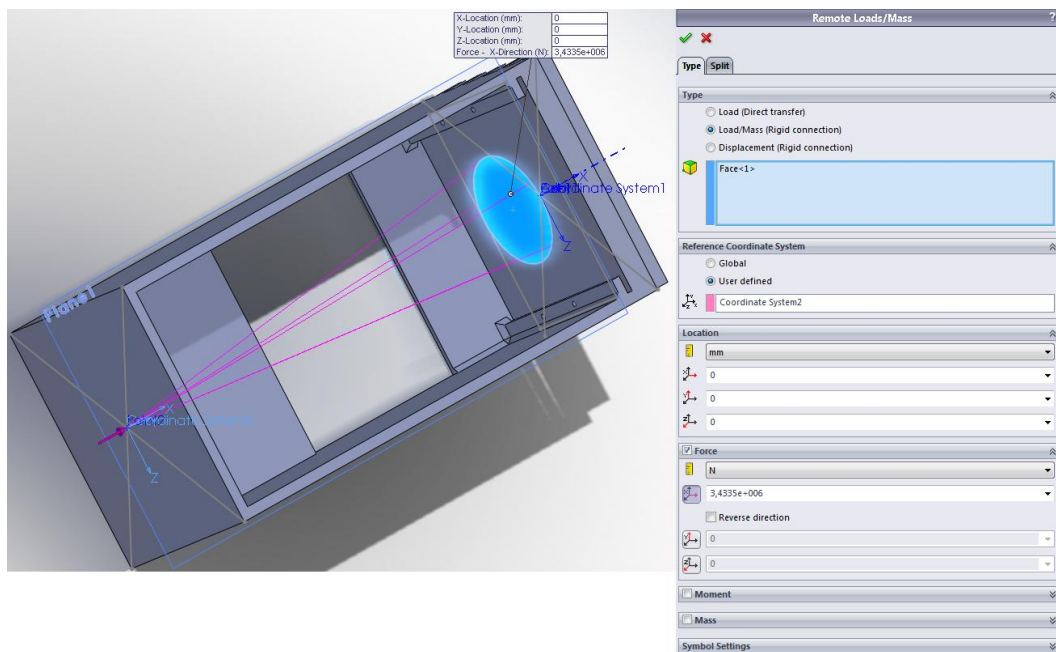 X-Location (mm): 0
Y-Location (mm): 0
Z-Location (mm): 0
Force - X-Direction (N): 3,4335e+006
Plane1
X
Coordinate System1
Z
X
Z
Remote Loads/Mass ?
Type Split
Type
Load (Direct transfer)
Load/Mass (Rigid connection)
Displacement (Rigid connection)
Face<1>
Reference Coordinate System
Global
User defined
Coordinate System2
Location
mm
0
0
0
Force
N
3,4335e+006
Reverse direction
0
0
Moment
Mass
Symbol Settings